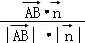 AB • n
|AB| • |n|